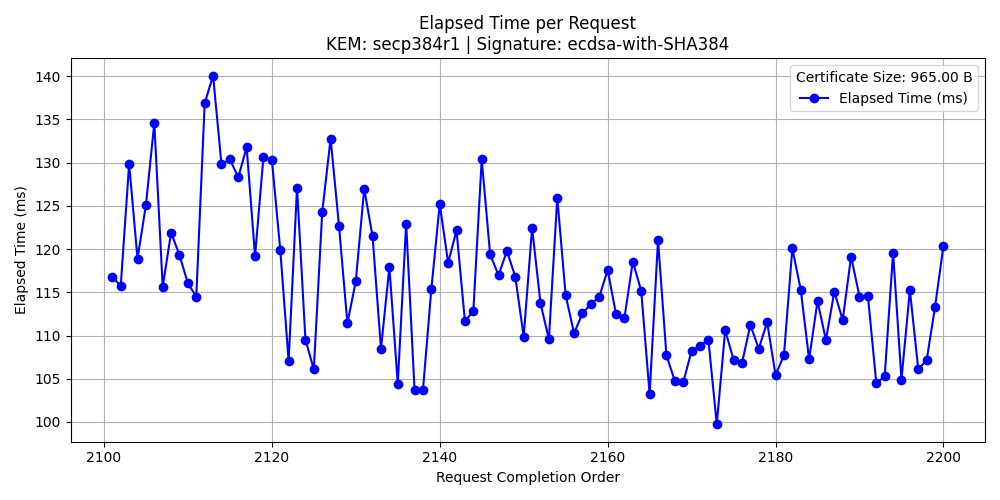 Elapsed Time per Request
KEM: secp384r1 | Signature: ecdsa-with-SHA384
Certificate Size: 965.00 B
Elapsed Time (ms)
Elapsed Time (ms)
140
135
130
125
120
115
110
105
100
2100 2120 2140 2160 2180 2200
Request Completion Order